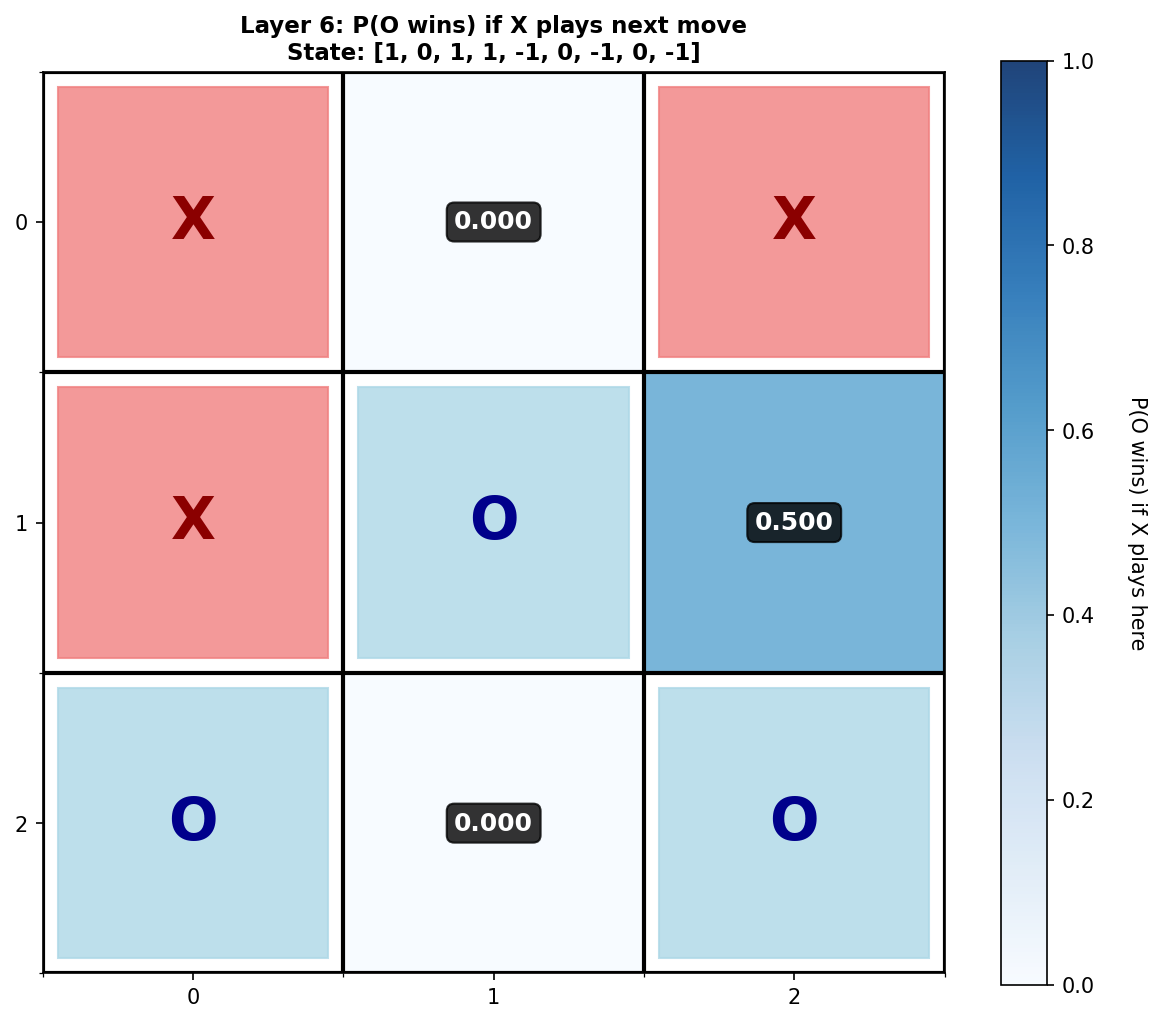 Layer 6: P(O wins) if X plays next move
State: [1, 0, 1, 1, -1, 0, -1, 0, -1]
X
0.000
X
X
O
0.500
O
0.000
O
0
1
2
0
1
2
1.0
0.8
0.6
0.4
0.2
0.0
P(O wins) if X plays here